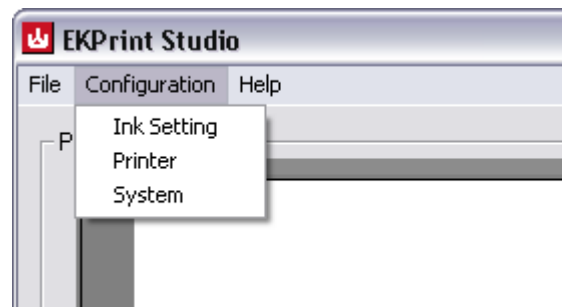 EKPrint Studio
File Configuration Help
Ink Setting
P
Printer
System